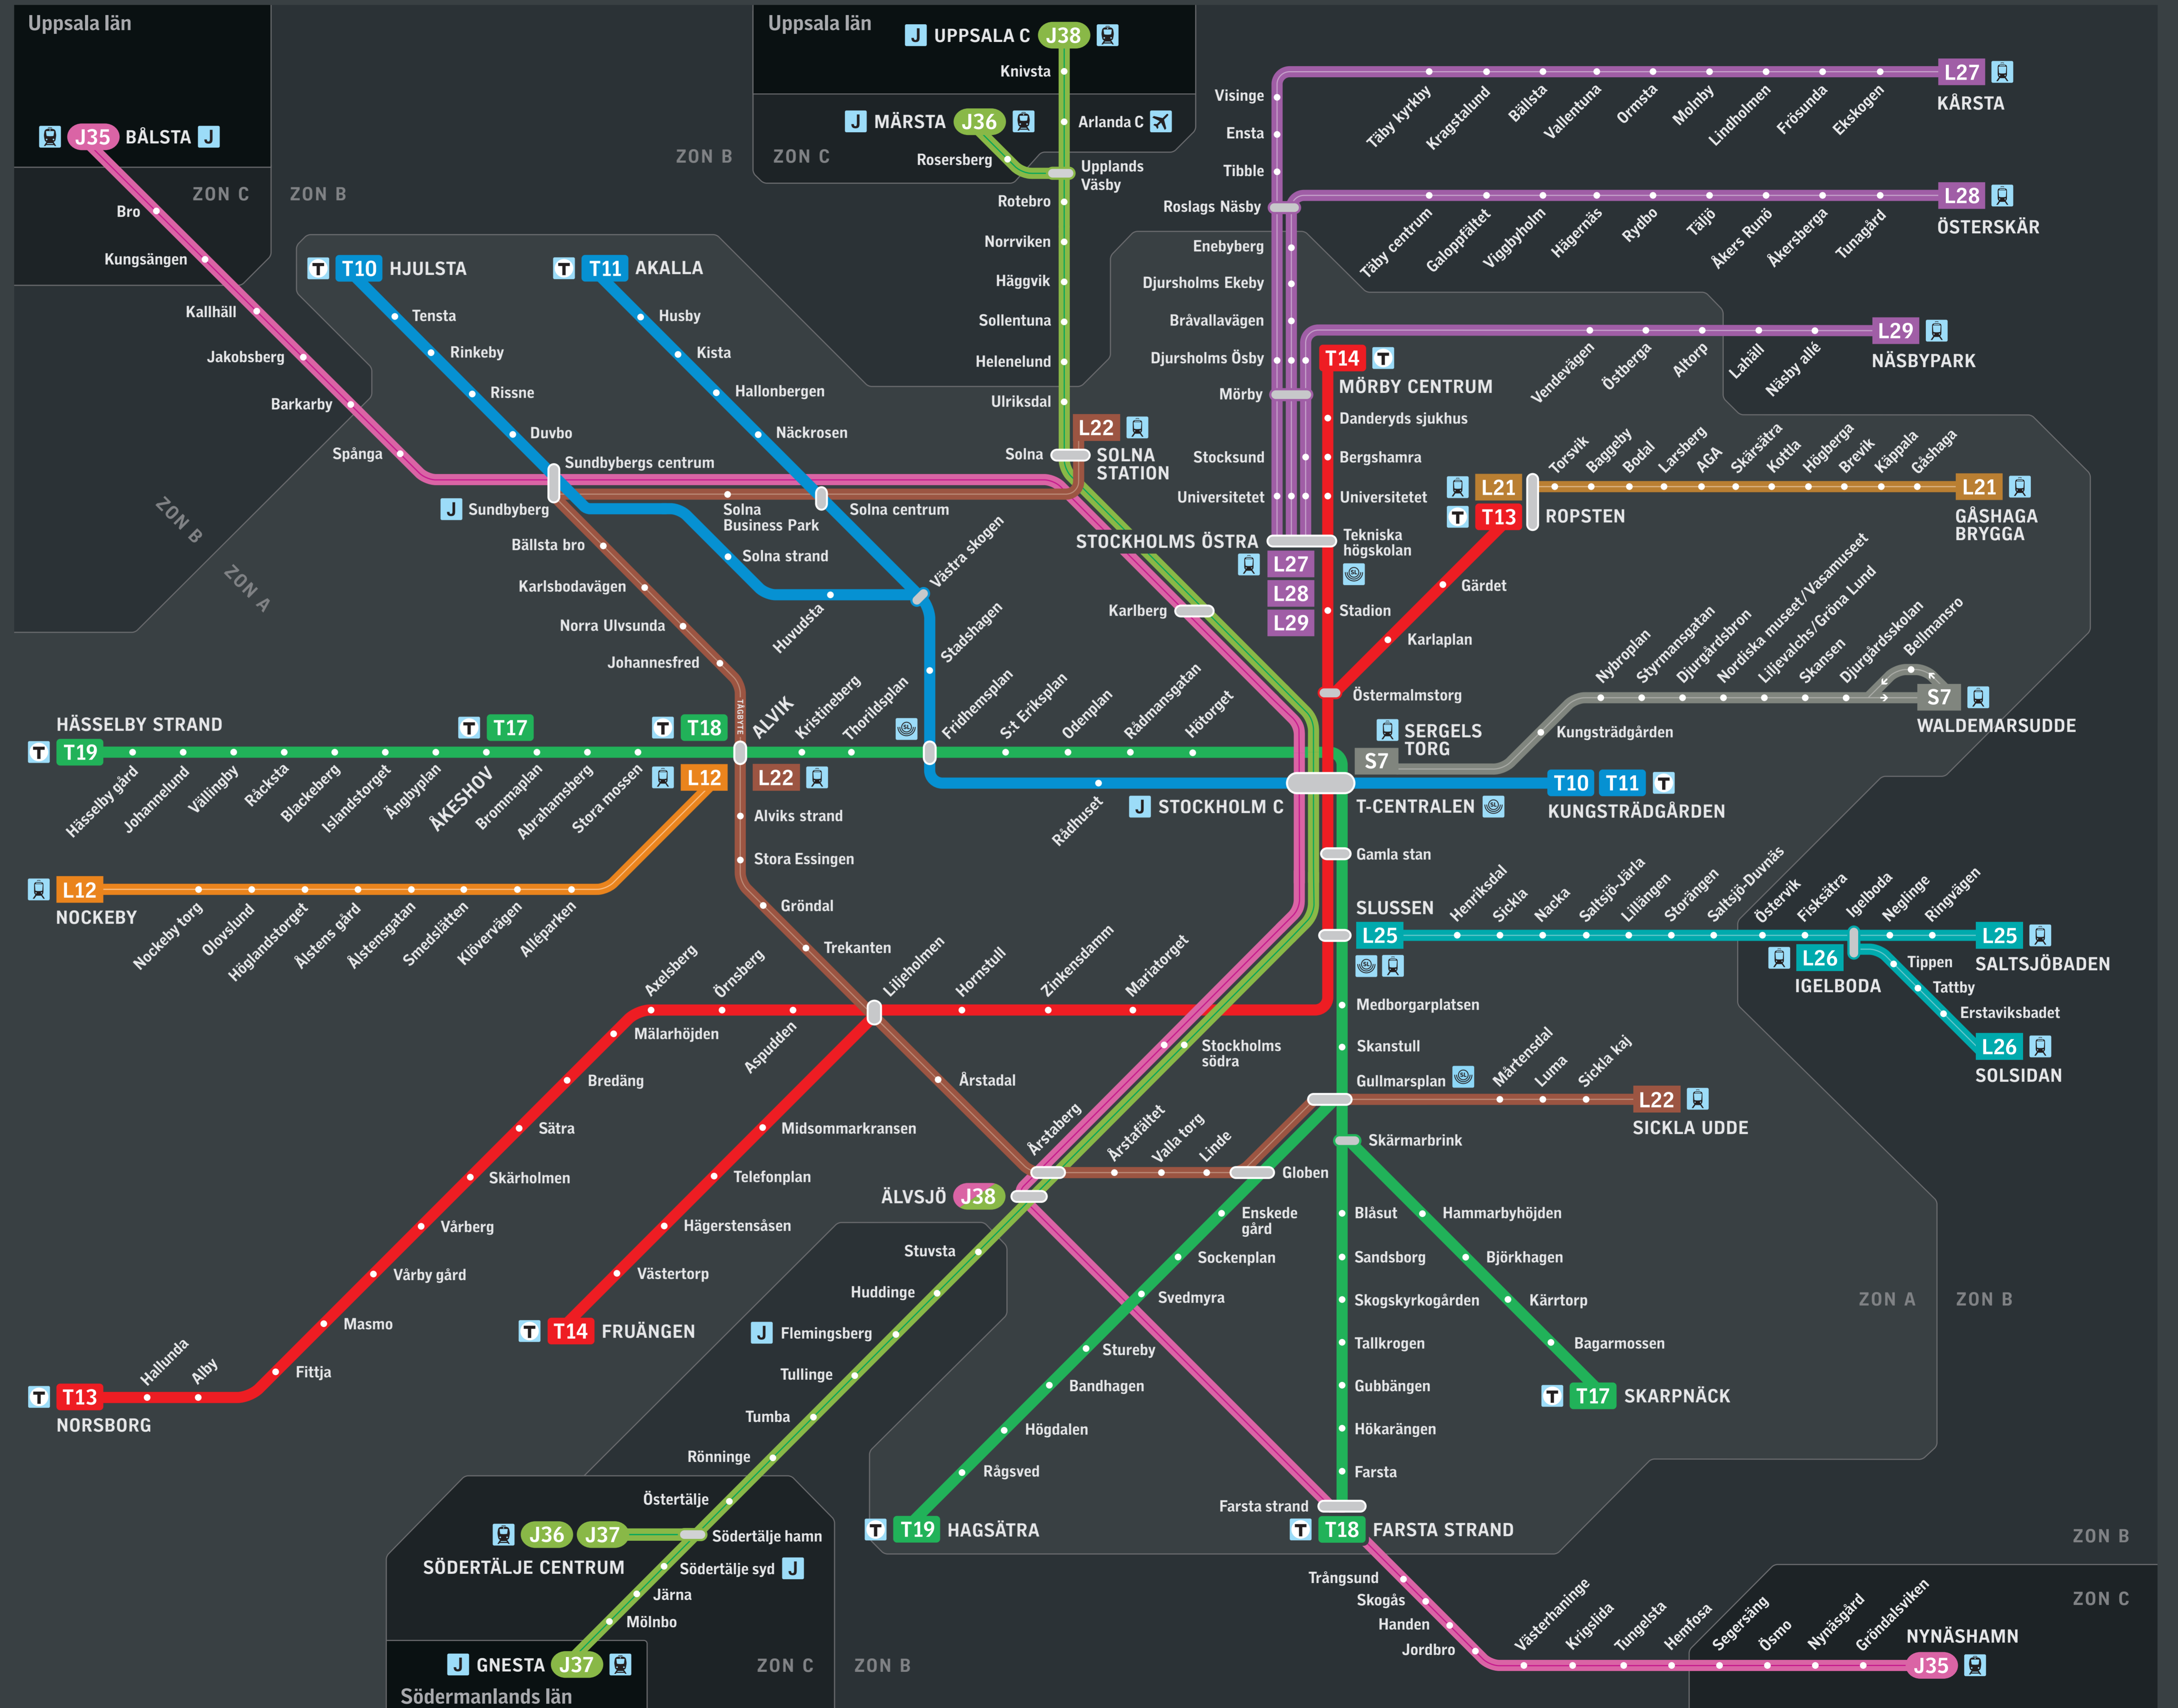 Uppsala län
Uppsala län
J UPPSALA C J38
Knivsta
J MÄRSTA J36
Arlanda C
Rosersberg
Upplands
Väsby
ZON B
ZON C
J35 BÅLSTA J
ZON C
ZON B
Bro
Kungsängen
Kallhäll
Jakobsberg
Barkarby
Spånga
ZON B
ZON A
T T10 HJULSTA
Tensta
Rinkeby
Rissne
Duvbo
Sundbybergs centrum
J Sundbyberg
T T11 AKALLA
Husby
Kista
Hallonbergen
Näckrosen
Solna
Business Park
Solna centrum
Solna strand
Huvudsta
Västra skogen
Stadshagen
Rotebro
Norrviken
Häggvik
Sollentuna
Helenelund
Ulriksdal
Solna
L22
SOLNA
STATION
Karlberg
Visinge
Ensta
Tibble
Roslags Näsby
Enebyberg
Djursholms Ekeby
Bråvallavägen
Djursholms Ösby
Mörby
Stocksund
Universitetet
STOCKHOLMS ÖSTRA
L27
L28
L29
Täby kyrkby
Kragstalund
Bällsta
Vallentuna
Ormsta
Molnby
Lindholmen
Frösunda
Ekskogen
L27
KÅRSTA
Täby centrum
Galoppfältet
Viggbyholm
Hägernäs
Rydbo
Täljö
Åkers Runö
Åkersberga
Tunagård
L28
ÖSTERSKÄR
Vendevägen
Östberga
Altorp
Lahäll
Näsby allé
L29
NÄSBYPARK
T14 T
MÖRBY CENTRUM
Danderyds sjukhus
Bergshamra
Universitetet
Tekniska
högskolan
SL
Stadion
L21
T T13
ROPSTEN
Torsvik
Baggeby
Bodal
Larsberg
AGA
Skärsätra
Kottla
Högberga
Brevik
Käppala
Gåshaga
L21
GÅSHAGA
BRYGGA
Gärdet
Karlaplan
Östermalmstorg
Nybroplan
Styrmansgatan
Djurgårdsbron
Nordiska museet/Vasamuseet
Liljevalchs/Gröna Lund
Skansen
Djurgårdsskolan
Bellmansro
S7
WALDEMARSUDDE
Kungsträdgården
SERGELS
TORG
S7
T10 T11 T
KUNGSTRÄDGÅRDEN
J STOCKHOLM C
T-CENTRALEN SL
Rådhuset
Bällsta bro
Karlsbodavägen
Norra Ulvsunda
Johannesfred
TÅGBYTE
HÄSSELBY STRAND
T T19
Hässelby gård
Johannelund
Vällingby
Råcksta
Blackeberg
Islandstorget
Ängbyplan
T T17
ÅKESHOV
Brommaplan
Abrahamsberg
Stora mossen
T T18
ALVIK
L12
L22
Kristineberg
Thorildsplan
SL
Fridhemsplan
S:t Eriksplan
Odenplan
Rådmansgatan
Hötorget
L12
NOCKEBY
Nockeby torg
Olovslund
Höglandstorget
Ålstens gård
Ålstensgatan
Smedslätten
Klövervägen
Alléparken
Alviks strand
Stora Essingen
Gröndal
Trekanten
Liljeholmen
Årstadal
Årstaberg
Årstafältet
Valla torg
Linde
Globen
Gamla stan
SLUSSEN
L25
SL
Henriksdal
Sickla
Nacka
Saltsjö-Järla
Lillängen
Storängen
Saltsjö-Duvnäs
Östervik
Fisksätra
Igelboda
Neglinge
Ringvägen
L25
SALTSJÖBADEN
L26
IGELBODA
Tippen
Tattby
Erstaviksbadet
L26
SOLSIDAN
Medborgarplatsen
Skanstull
Gullmarsplan SL
Mårtensdal
Luma
Sickla kaj
L22
SICKLA UDDE
Skärmarbrink
Axelsberg
Örnsberg
Aspudden
Hornstull
Zinkensdamm
Mariatorget
Stockholms
södra
Mälarhöjden
Bredäng
Sätra
Skärholmen
Vårberg
Vårby gård
Masmo
Fittja
Alby
Hallunda
T T13
NORSBORG
Midsommarkransen
Telefonplan
Hägerstensåsen
Västertorp
T T14 FRUÄNGEN
ÄLVSJÖ J38
Stuvsta
Huddinge
J Flemingsberg
Tullinge
Tumba
Rönninge
Östertälje
J36 J37
SÖDERTÄLJE CENTRUM
Södertälje hamn
Södertälje syd J
Järna
Mölnbo
J GNESTA J37
Södermanlands län
ZON C
ZON B
Enskede
gård
Sockenplan
Svedmyra
Stureby
Bandhagen
Högdalen
Rågsved
T T19 HAGSÄTRA
Blåsut
Sandsborg
Skogskyrkogården
Tallkrogen
Gubbängen
Hökarängen
Farsta
Farsta strand
T T18 FARSTA STRAND
Hammarbyhöjden
Björkhagen
Kärrtorp
Bagarmossen
T T17 SKARPNÄCK
ZON A
ZON B
Trångsund
Skogås
Handen
Jordbro
Västerhaninge
Krigslida
Tungelsta
Hemfosa
Segersäng
Ösmo
Nynäsgård
Gröndalsviken
NYNÄSHAMN
J35
ZON B
ZON C